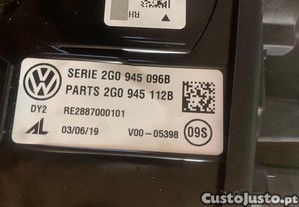 RH
SERIE 2G0 945 096B
PARTS 2G0 945 112B
DY2
RE2887000101
AL
03/06/19
V00-05398
09S
CustoJusto.pt